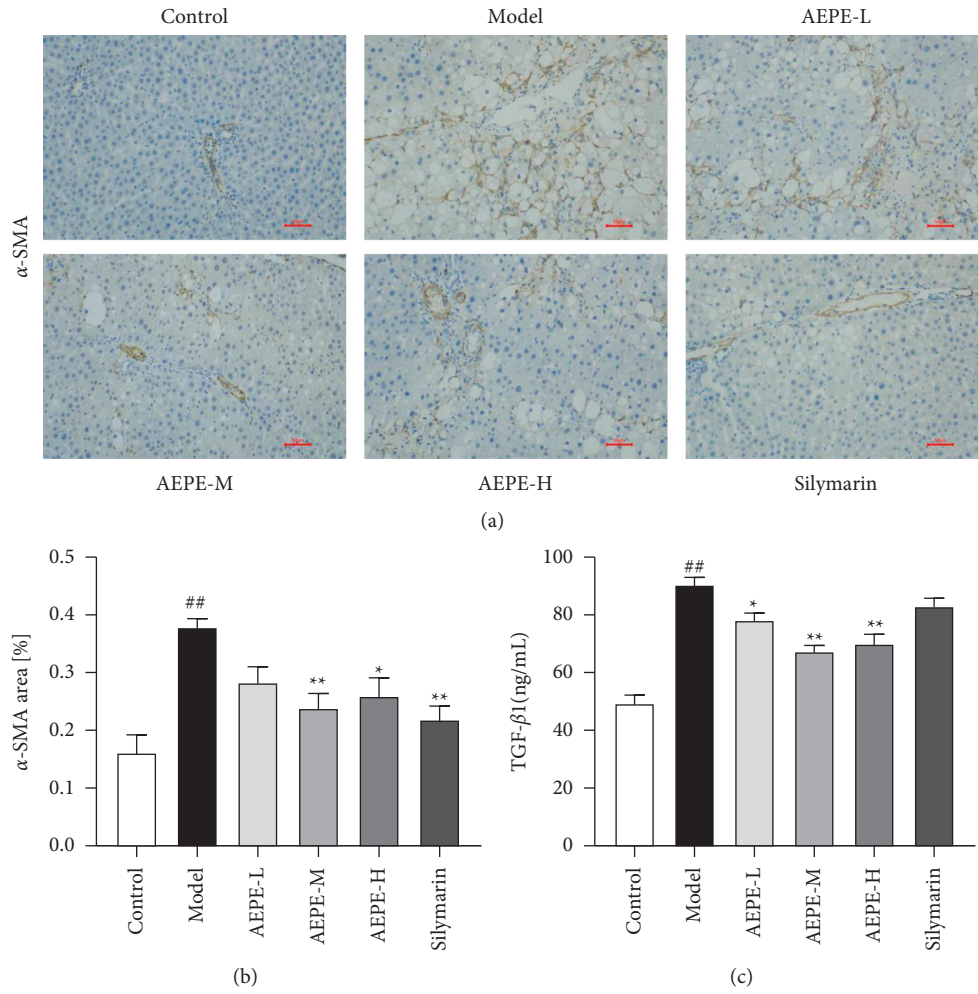 Control
Model
AEPE-L
α-SMA
AEPE-M
AEPE-H
Silymarin
(a)
α-SMA area [%]
0.5
0.4
0.3
0.2
0.1
0.0
##
**
*
**
Control
Model
AEPE-L
AEPE-M
AEPE-H
Silymarin
(b)
TGF-β1(ng/mL)
100
80
60
40
20
0
##
*
**
**
Control
Model
AEPE-L
AEPE-M
AEPE-H
Silymarin
(c)